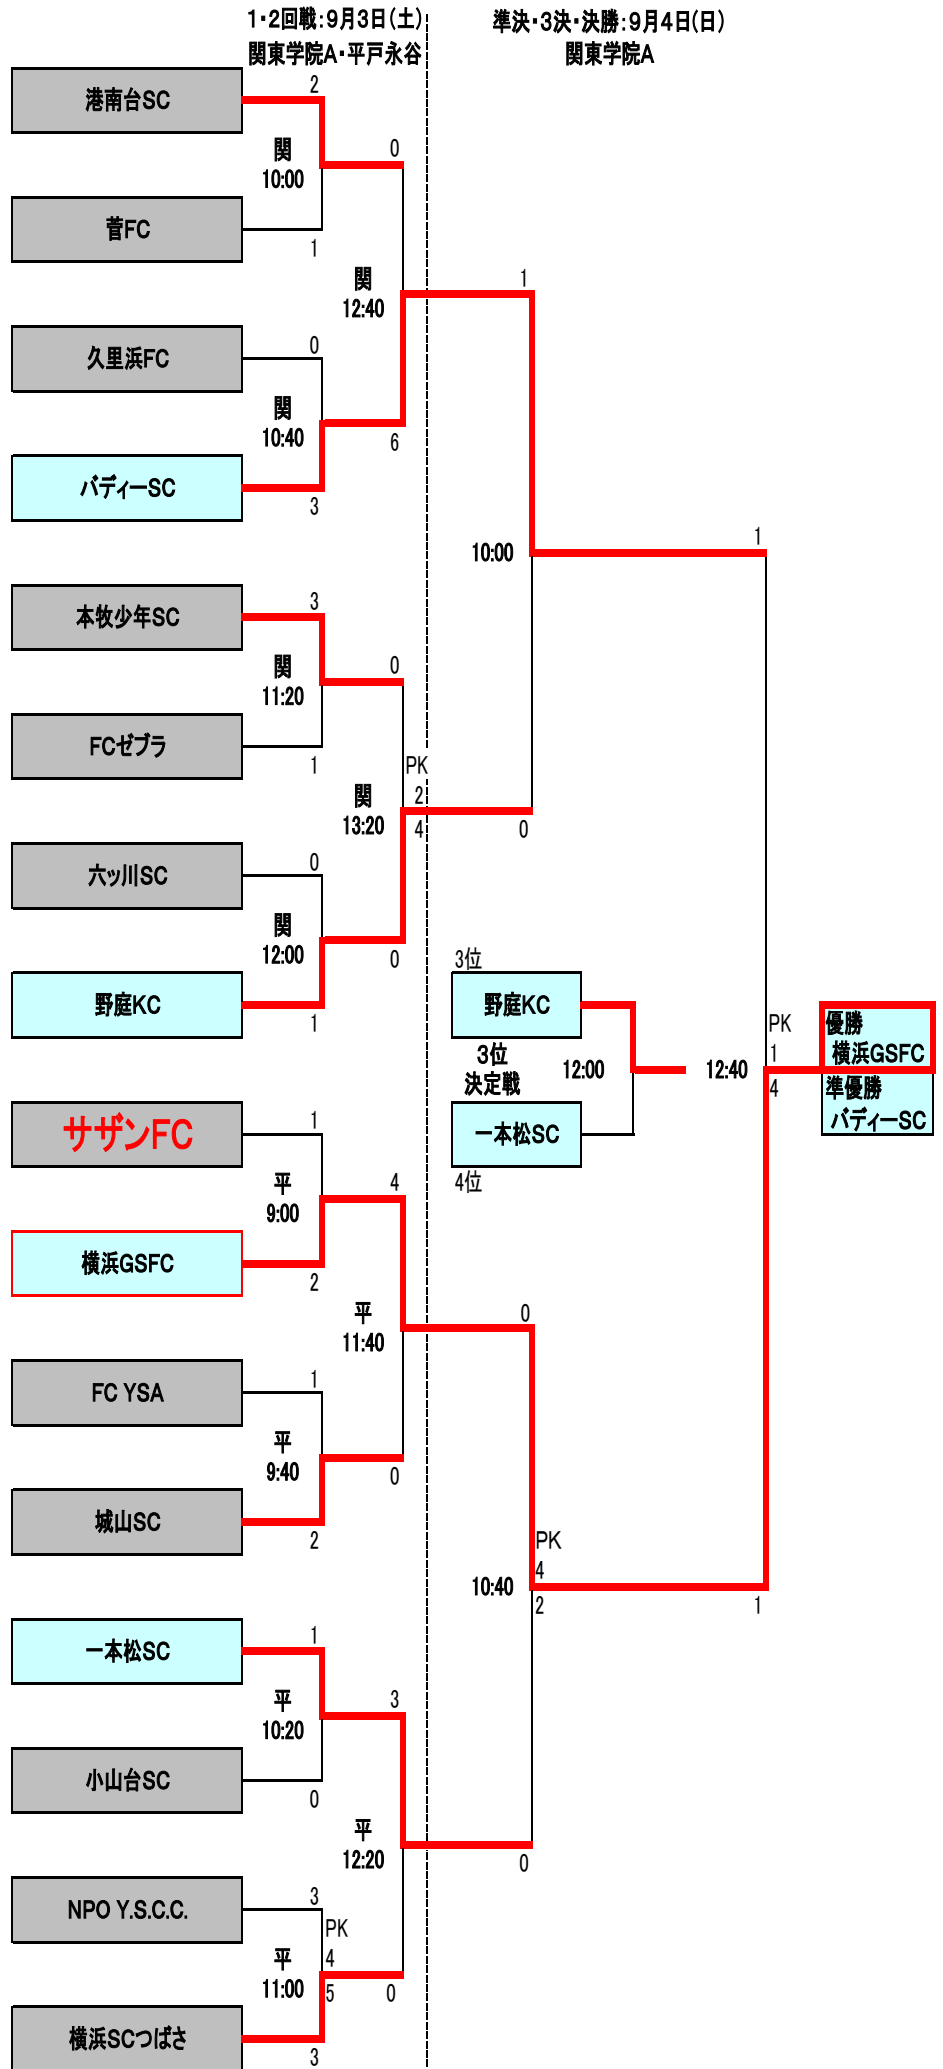 1・2回戦：9月3日（土）
関東学院A・平戸永谷
準決・3決・決勝：9月4日（日）
関東学院A
港南台SC
2
関
10:00
0
菅FC
1
関
12:40
1
久里浜FC
0
関
10:40
6
バディーSC
3
10:00
1
本牧少年SC
3
関
11:20
0
FCゼブラ
1
PK
関
13:20
2
4
0
六ッ川SC
0
関
12:00
0
野庭KC
1
3位
野庭KC
3位
決定戦
12:00
一本松SC
4位
12:40
PK
1
4
優勝
横浜GSFC
準優勝
バディーSC
サザンFC
1
平
9:00
4
横浜GSFC
2
平
11:40
0
FC YSA
1
平
9:40
0
城山SC
2
10:40
PK
4
2
1
一本松SC
1
平
10:20
3
小山台SC
0
平
12:20
0
NPO Y.S.C.C.
3
PK
平
11:00
4
5
0
横浜SCつばさ
3